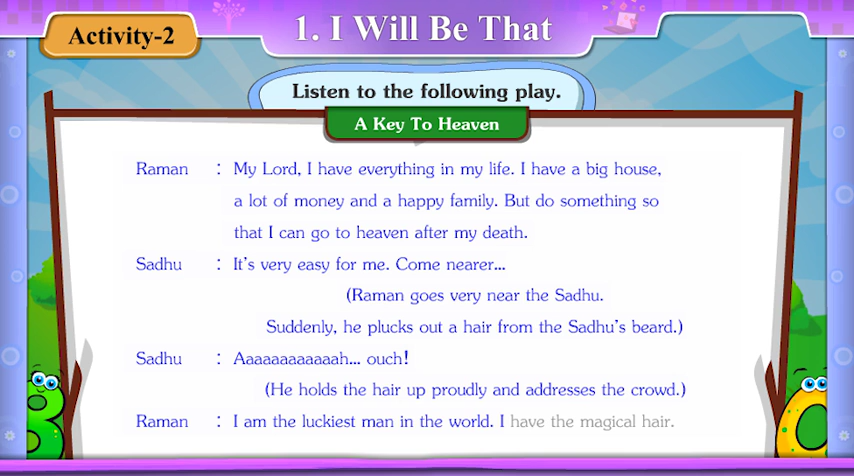 Activity-2
1. I Will Be That
Listen to the following play.
A Key To Heaven
Raman : My Lord, I have everything in my life. I have a big house,
a lot of money and a happy family. But do something so
that I can go to heaven after my death.
Sadhu : It's very easy for me. Come nearer...
(Raman goes very near the Sadhu.
Suddenly, he plucks out a hair from the Sadhu's beard.)
Sadhu : Aaaaaaaaaaaah... ouch!
(He holds the hair up proudly and addresses the crowd.)
Raman : I am the luckiest man in the world. I have the magical hair.